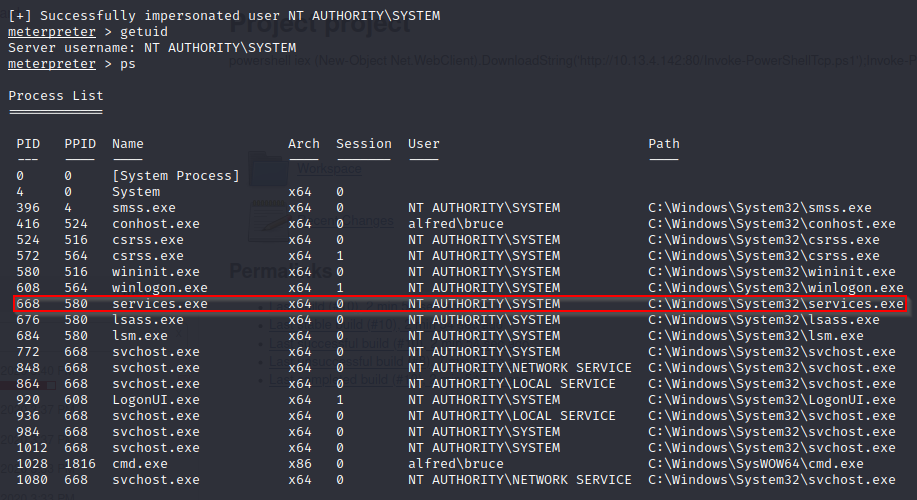 [+] Successfully impersonated user NT AUTHORITY\SYSTEM
meterpreter > getuid
Server username: NT AUTHORITY\SYSTEM
meterpreter > ps
Process List
============
PID PPID Name Arch Session User Path
--- ---- ---- ---- ------- ---- ----
0 0 [System Process]
4 0 System x64 0
396 4 smss.exe x64 0 NT AUTHORITY\SYSTEM C:\Windows\System32\smss.exe
416 524 conhost.exe x64 0 alfred\bruce C:\Windows\System32\conhost.exe
524 516 csrss.exe x64 0 NT AUTHORITY\SYSTEM C:\Windows\System32\csrss.exe
572 564 csrss.exe x64 1 NT AUTHORITY\SYSTEM C:\Windows\System32\csrss.exe
580 516 wininit.exe x64 0 NT AUTHORITY\SYSTEM C:\Windows\System32\wininit.exe
608 564 winlogon.exe x64 1 NT AUTHORITY\SYSTEM C:\Windows\System32\winlogon.exe
668 580 services.exe x64 0 NT AUTHORITY\SYSTEM C:\Windows\System32\services.exe
676 580 lsass.exe x64 0 NT AUTHORITY\SYSTEM C:\Windows\System32\lsass.exe
684 580 lsm.exe x64 0 NT AUTHORITY\SYSTEM C:\Windows\System32\lsm.exe
772 668 svchost.exe x64 0 NT AUTHORITY\SYSTEM C:\Windows\System32\svchost.exe
848 668 svchost.exe x64 0 NT AUTHORITY\NETWORK SERVICE C:\Windows\System32\svchost.exe
864 668 svchost.exe x64 0 NT AUTHORITY\LOCAL SERVICE C:\Windows\System32\svchost.exe
920 608 LogonUI.exe x64 1 NT AUTHORITY\SYSTEM C:\Windows\System32\LogonUI.exe
936 668 svchost.exe x64 0 NT AUTHORITY\LOCAL SERVICE C:\Windows\System32\svchost.exe
984 668 svchost.exe x64 0 NT AUTHORITY\SYSTEM C:\Windows\System32\svchost.exe
1012 668 svchost.exe x64 0 NT AUTHORITY\SYSTEM C:\Windows\System32\svchost.exe
1028 1816 cmd.exe x86 0 alfred\bruce C:\Windows\SysWOW64\cmd.exe
1080 668 svchost.exe x64 0 NT AUTHORITY\NETWORK SERVICE C:\Windows\System32\svchost.exe
Project project
Workspace
Changes
Permalinks